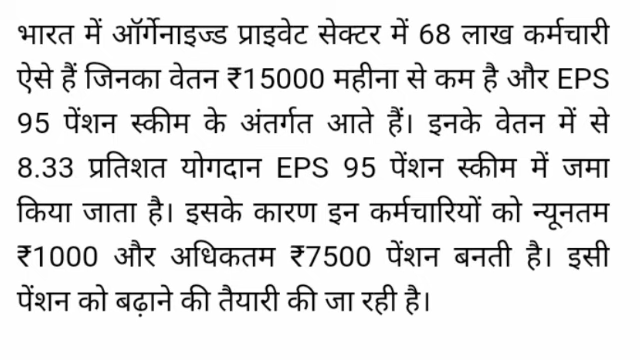 भारत में ऑर्गेनाइज्ड प्राइवेट सेक्टर में 68 लाख कर्मचारी
ऐसे हैं जिनका वेतन ₹15000 महीना से कम है और EPS
95 पेंशन स्कीम के अंतर्गत आते हैं। इनके वेतन में से
8.33 प्रतिशत योगदान EPS 95 पेंशन स्कीम में जमा
किया जाता है। इसके कारण इन कर्मचारियों को न्यूनतम
₹1000 और अधिकतम ₹7500 पेंशन बनती है। इसी
पेंशन को बढ़ाने की तैयारी की जा रही है।